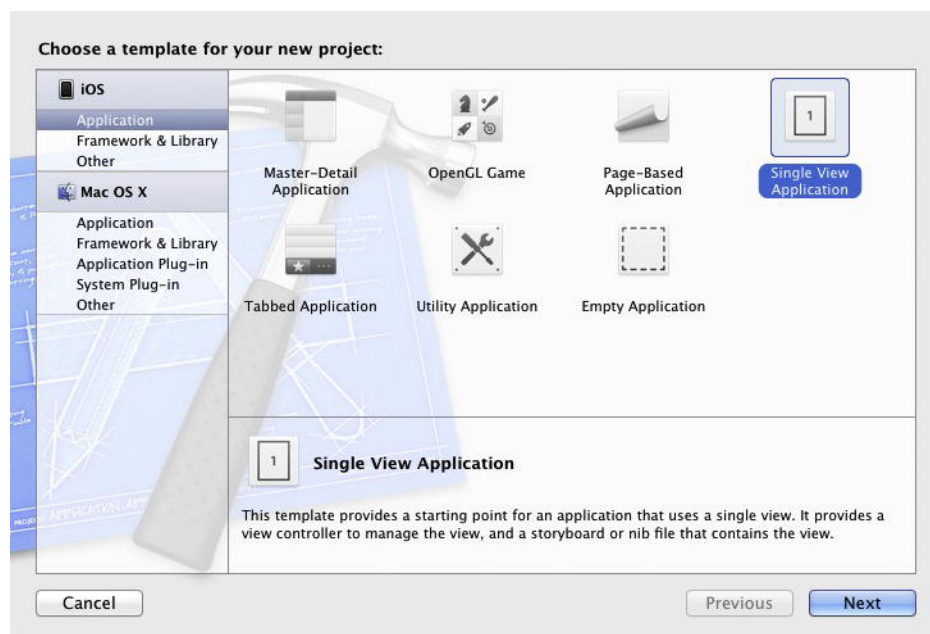 Choose a template for your new project:
iOS
Application
Framework & Library
Other
Mac OS X
Application
Framework & Library
Application Plug-in
System Plug-in
Other
Master-Detail
Application
OpenGL Game
Page-Based
Application
1
Single View
Application
Tabbed Application
Utility Application
Empty Application
1
Single View Application
This template provides a starting point for an application that uses a single view. It provides a
view controller to manage the view, and a storyboard or nib file that contains the view.
Cancel
Previous
Next